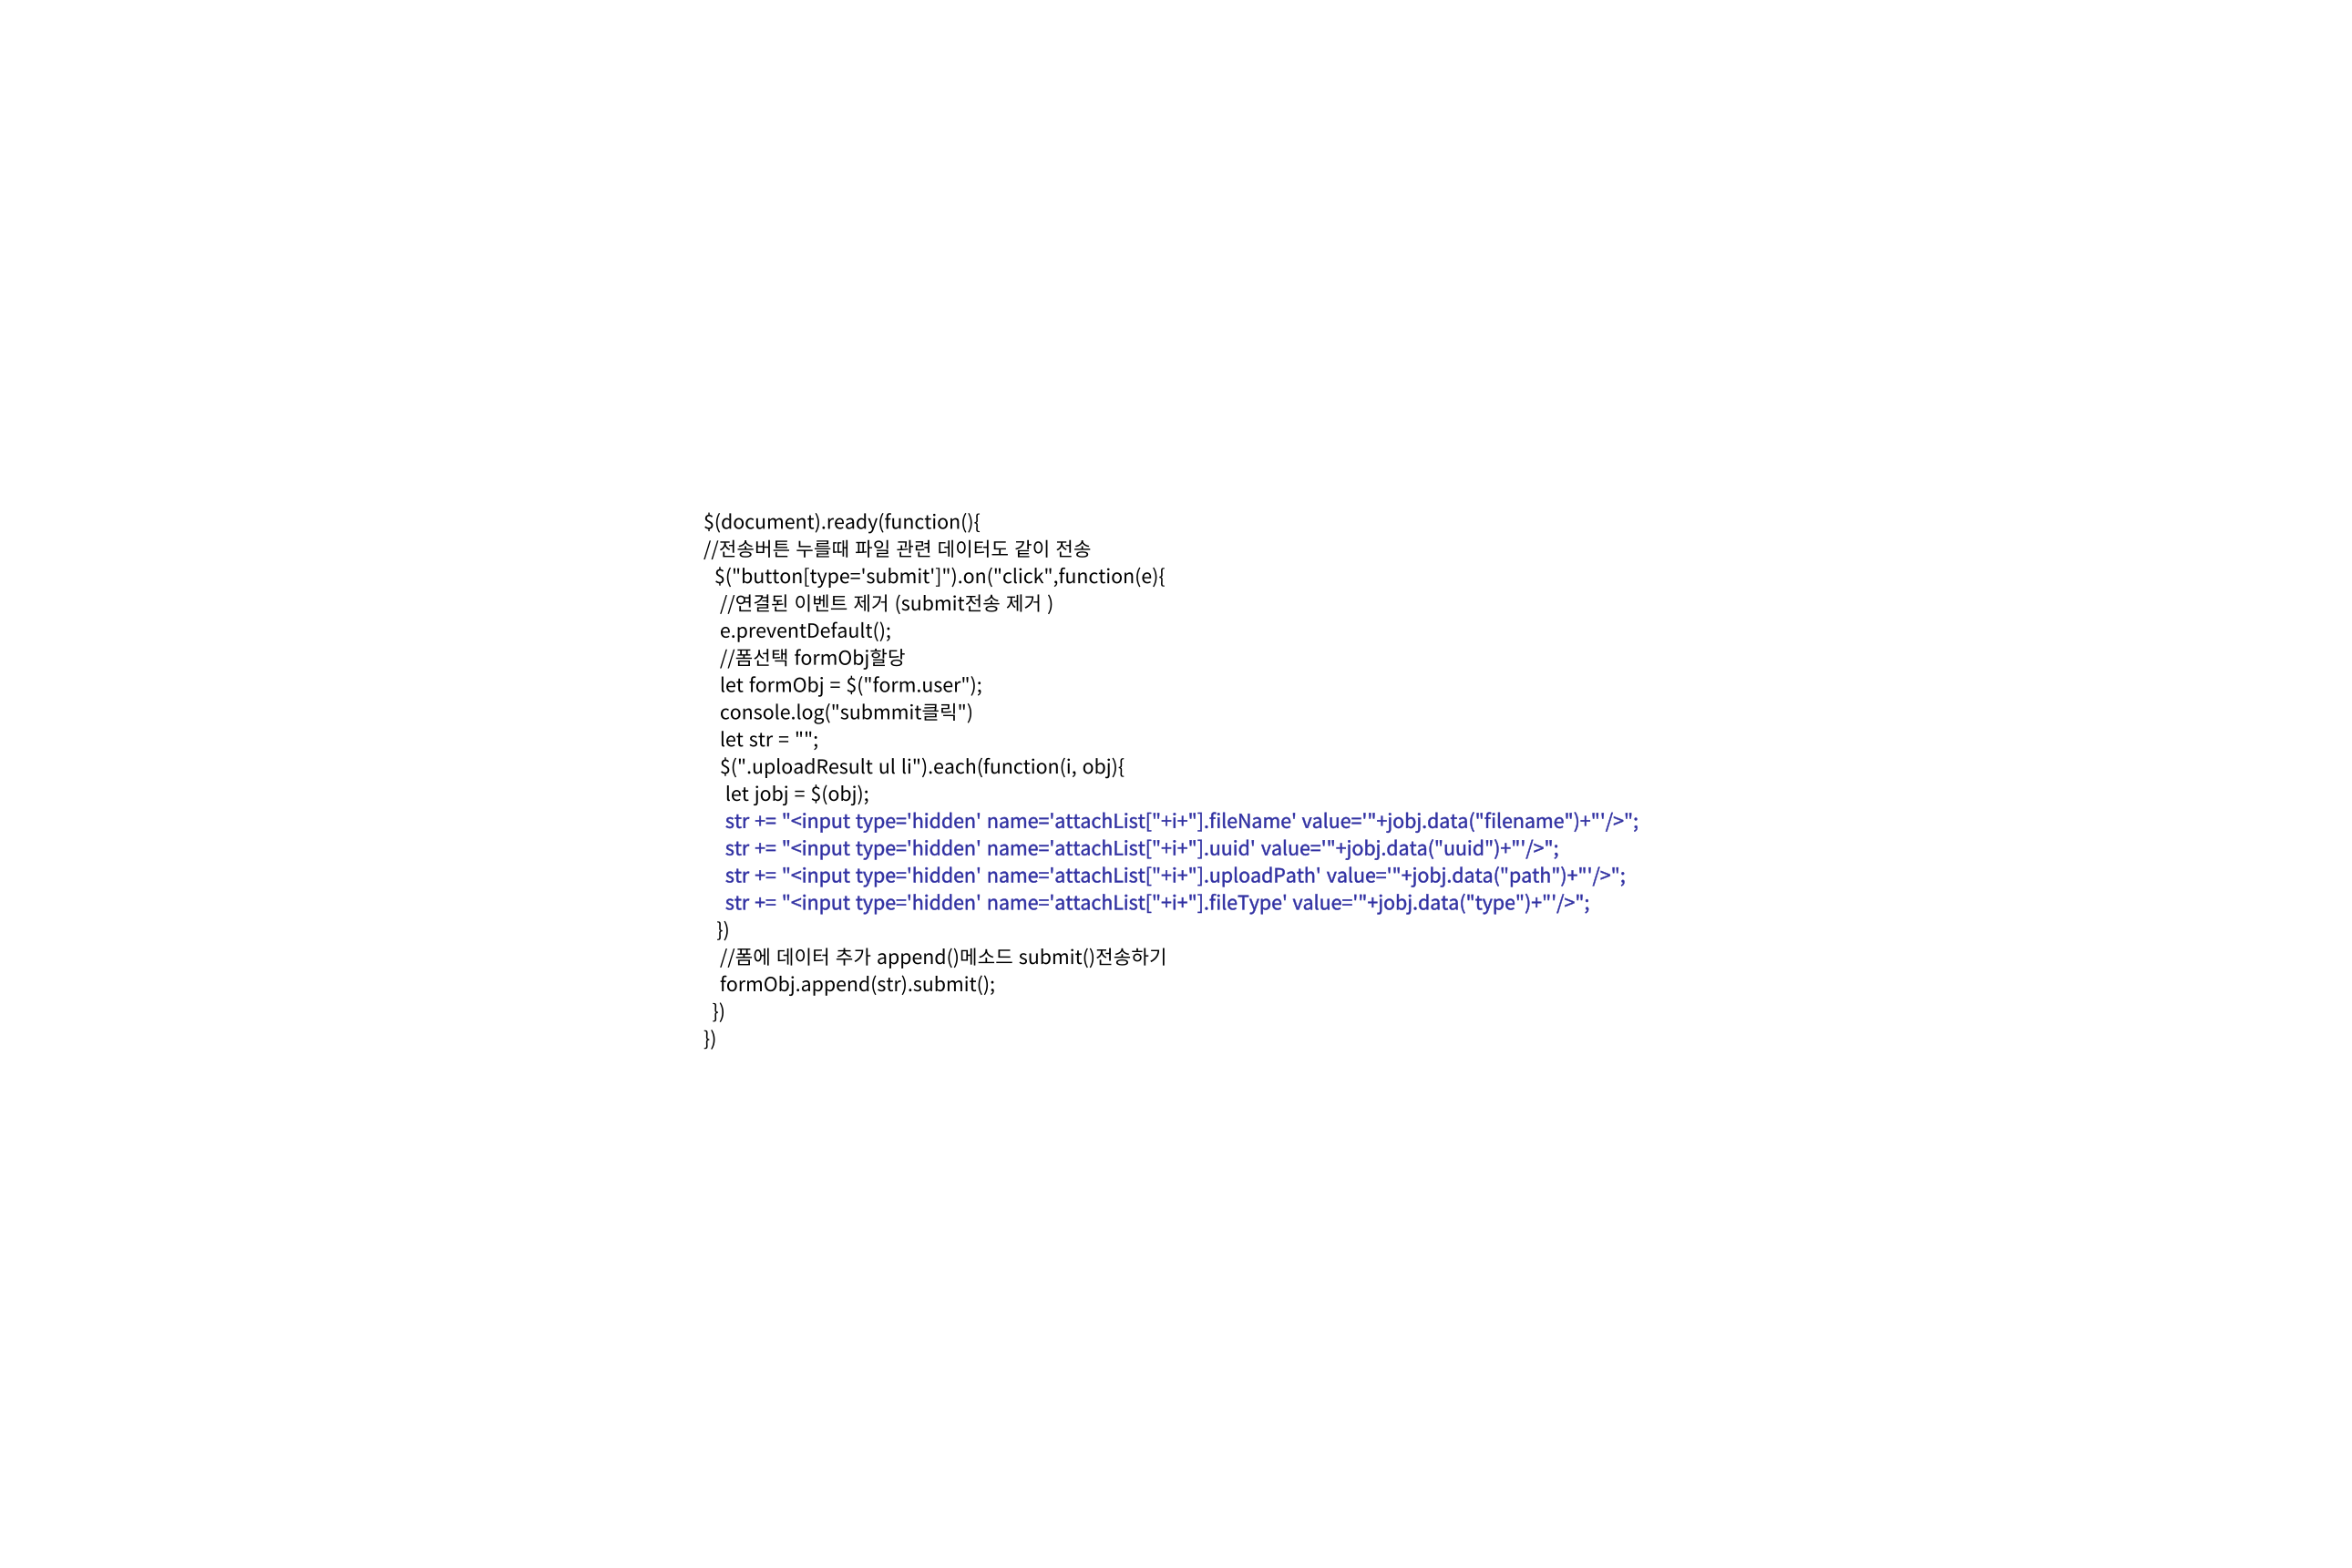 $(document).ready(function(){
//전송버튼 누를때 파일 관련 데이터도 같이 전송
$("button[type='submit']").on("click",function(e){
//연결된 이벤트 제거 (submit전송 제거 )
e.preventDefault();
//폼선택 formObj할당
let formObj = $("form.user");
console.log("submmit클릭")
let str = "";
$(".uploadResult ul li").each(function(i, obj){
let jobj = $(obj);
str += "<input type='hidden' name='attachList["+i+"].fileName' value='"+jobj.data("filename")+"'/>";
str += "<input type='hidden' name='attachList["+i+"].uuid' value='"+jobj.data("uuid")+"'/>";
str += "<input type='hidden' name='attachList["+i+"].uploadPath' value='"+jobj.data("path")+"'/>";
str += "<input type='hidden' name='attachList["+i+"].fileType' value='"+jobj.data("type")+"'/>";
})
//폼에 데이터 추가 append()메소드 submit()전송하기
formObj.append(str).submit();
})
})